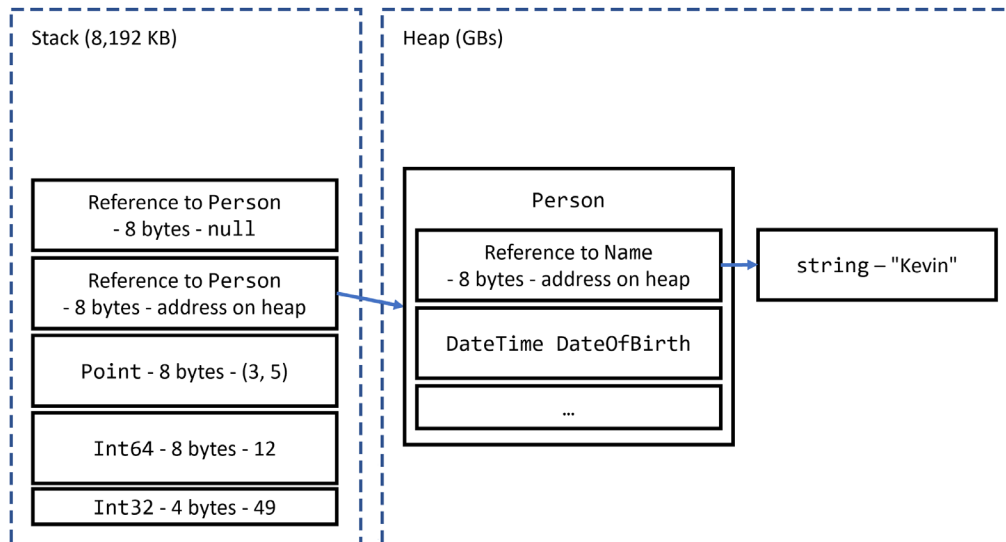 Stack (8,192 KB)
Reference to Person
- 8 bytes - null
Reference to Person
- 8 bytes - address on heap
Point - 8 bytes - (3, 5)
Int64 - 8 bytes - 12
Int32 - 4 bytes - 49
Heap (GBs)
Person
Reference to Name
- 8 bytes - address on heap
DateTime DateOfBirth
…
string – "Kevin"